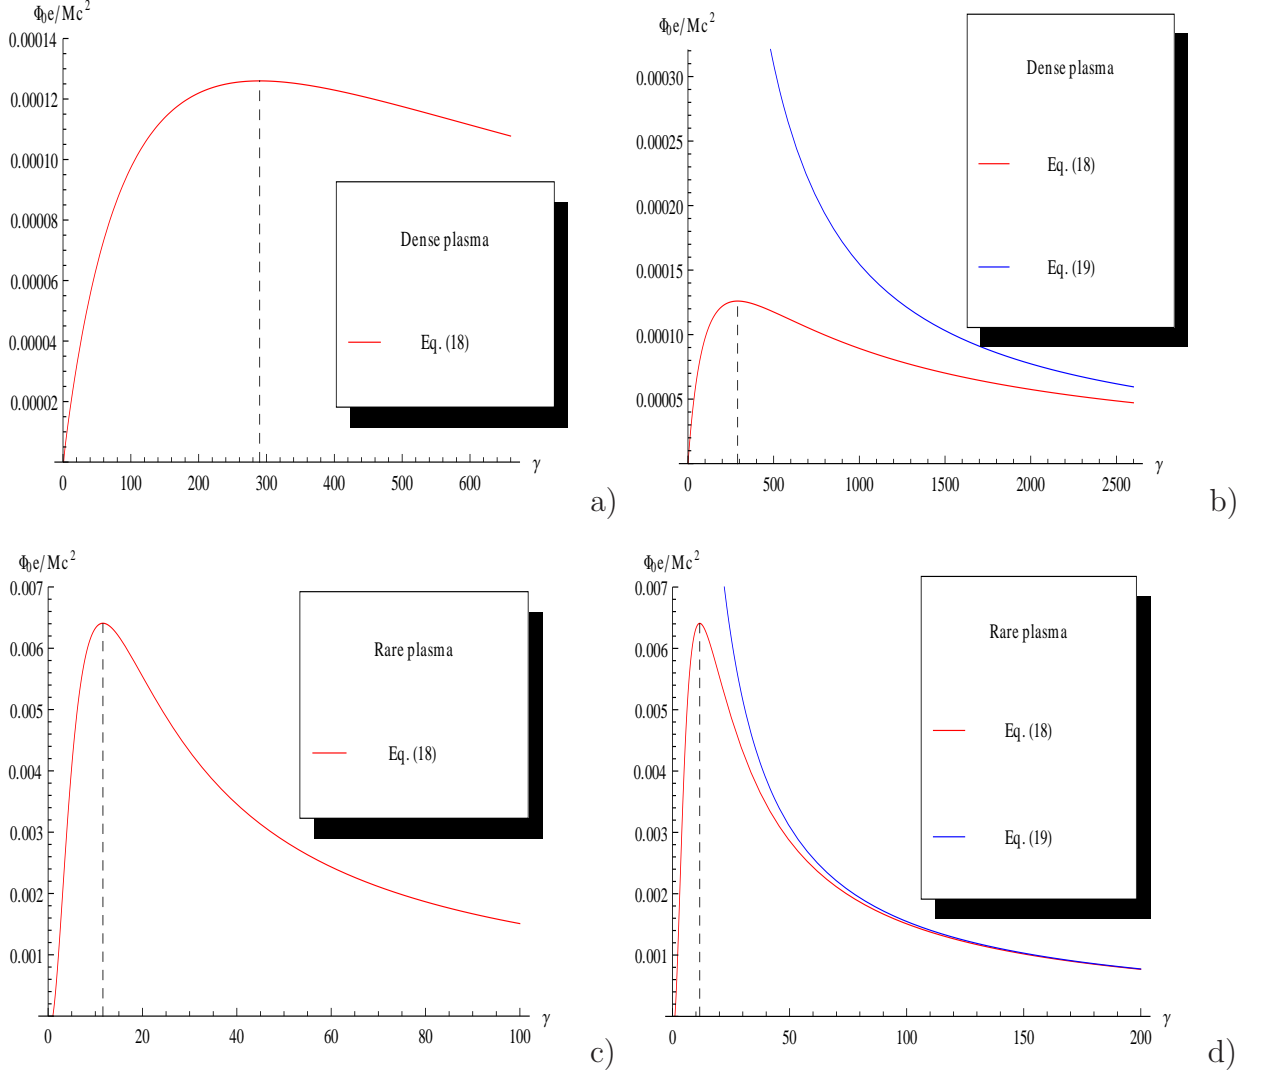 Φ₀e/Mc²
0.00014
0.00012
0.00010
0.00008
0.00006
0.00004
0.00002
0 100 200 300 400 500 600
γ
Dense plasma
Eq. (18)
a)
Φ₀e/Mc²
0.00030
0.00025
0.00020
0.00015
0.00010
0.00005
0 500 1000 1500 2000 2500
γ
Dense plasma
Eq. (18)
Eq. (19)
b)
Φ₀e/Mc²
0.007
0.006
0.005
0.004
0.003
0.002
0.001
0 20 40 60 80 100
γ
Rare plasma
Eq. (18)
c)
Φ₀e/Mc²
0.007
0.006
0.005
0.004
0.003
0.002
0.001
0 50 100 150 200
γ
Rare plasma
Eq. (18)
Eq. (19)
d)